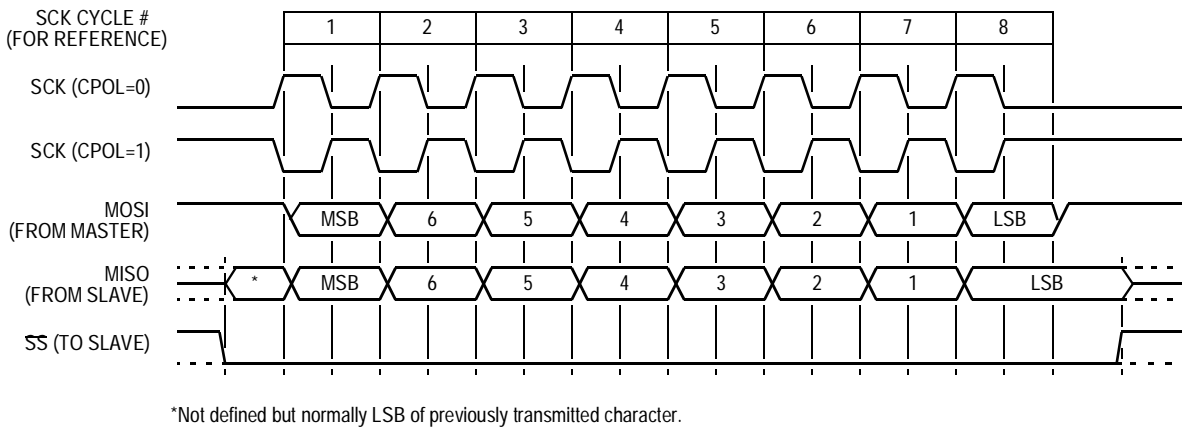 SCK CYCLE #
(FOR REFERENCE)
1 2 3 4 5 6 7 8
SCK (CPOL=0)
SCK (CPOL=1)
MOSI
(FROM MASTER)
MSB 6 5 4 3 2 1 LSB
MISO
(FROM SLAVE)
* MSB 6 5 4 3 2 1 LSB
S̅S̅ (TO SLAVE)
*Not defined but normally LSB of previously transmitted character.